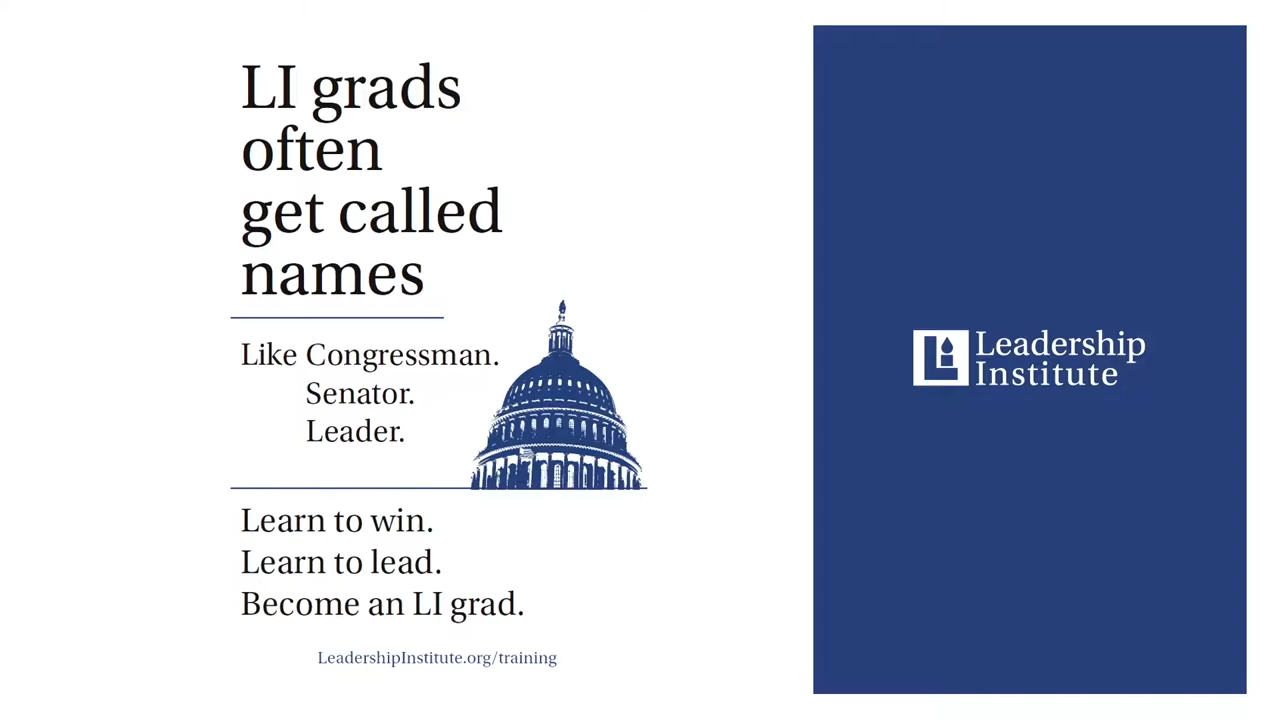 LI grads
often
get called
names
Like Congressman.
Senator.
Leader.
Learn to win.
Learn to lead.
Become an LI grad.
LeadershipInstitute.org/training
Leadership
Institute